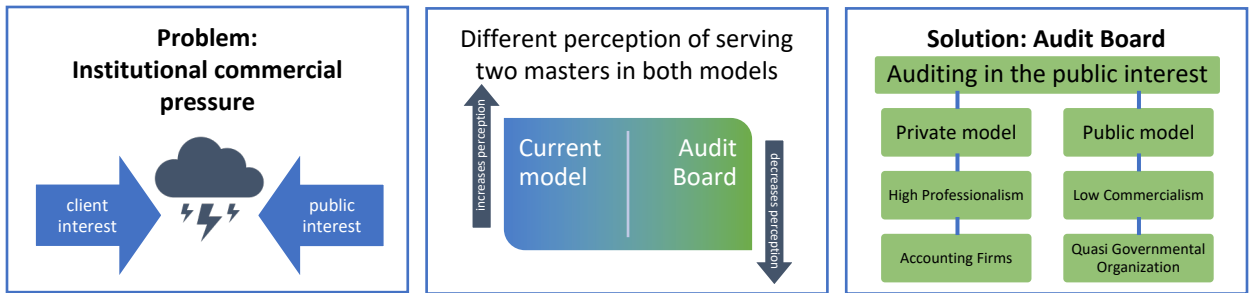 Problem:
Institutional commercial
pressure
client
interest
public
interest
Different perception of serving
two masters in both models
increases perception
Current
model
Audit
Board
decreases perception
Solution: Audit Board
Auditing in the public interest
Private model
Public model
High Professionalism
Low Commercialism
Accounting Firms
Quasi Governmental
Organization